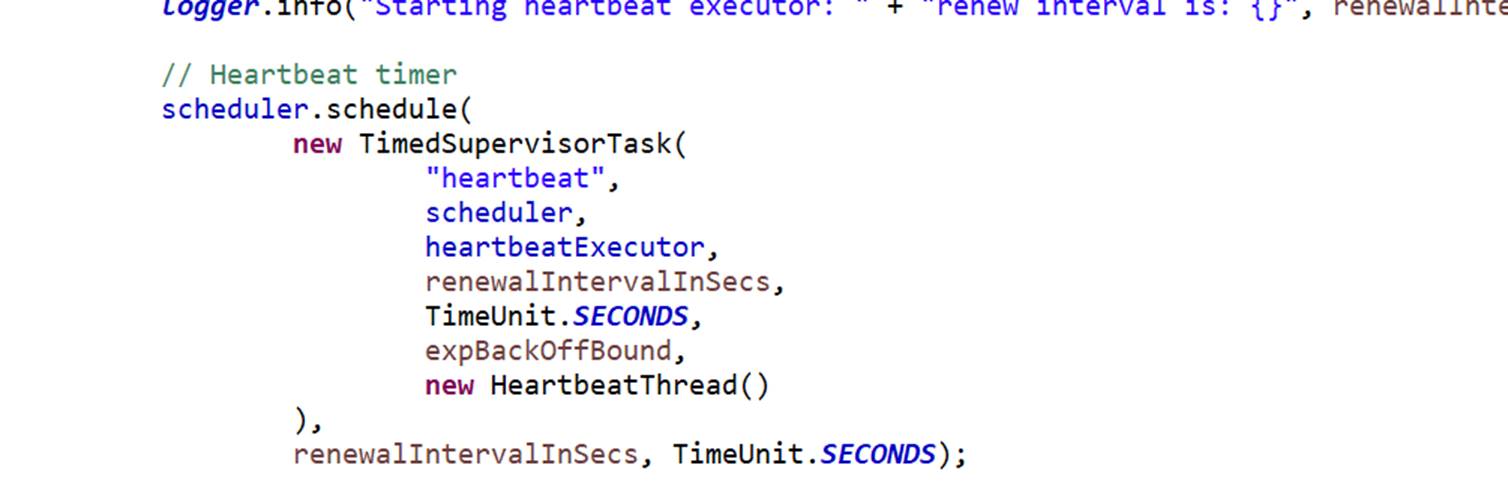 logger.info("Starting heartbeat executor: " + "renew interval is: {}", renewalInte
// Heartbeat timer
scheduler.schedule(
new TimedSupervisorTask(
"heartbeat",
scheduler,
heartbeatExecutor,
renewalIntervalInSecs,
TimeUnit.SECONDS,
expBackOffBound,
new HeartbeatThread()
),
renewalIntervalInSecs, TimeUnit.SECONDS);